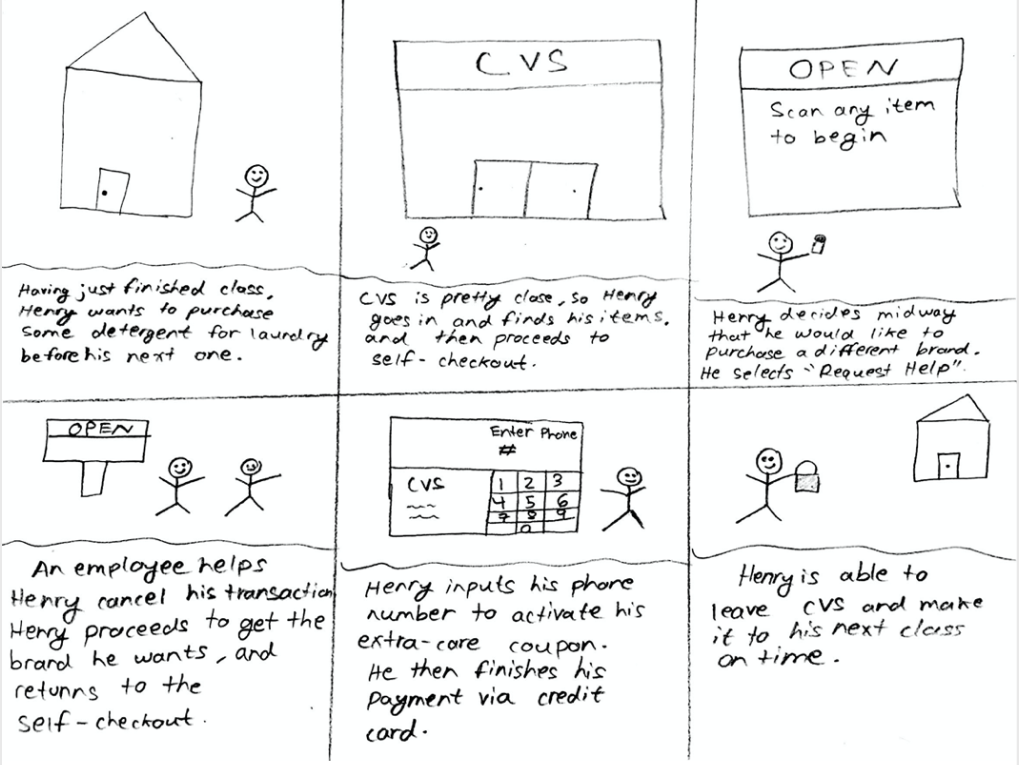 CVS
OPEN
Scan any item
to begin
Having just finished class,
Henry wants to purchase
some detergent for laundry
before his next one.
CVS is pretty close, so Henry
goes in and finds his items,
and then proceeds to
self-checkout.
Henry decides midway
that he would like to
purchase a different brand.
He selects "Request Help".
OPEN
An employee helps
Henry cancel his transaction
Henry proceeds to get the
brand he wants, and
returns to the
self-checkout.
Enter Phone
#
CVS
1 2 3
4 5 6
7 8 9
0
Henry inputs his phone
number to activate his
extra-care coupon.
He then finishes his
payment via credit
card.
Henry is able to
leave CVS and make
it to his next class
on time.